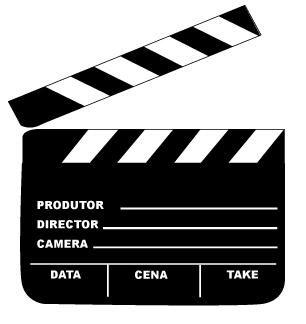 PRODUTOR
DIRECTOR
CAMERA
DATA CENA TAKE